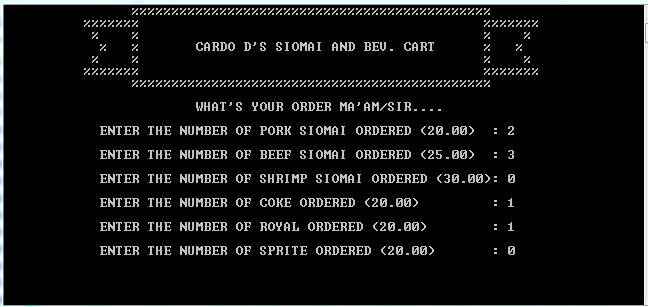 CARDO D'S SIOMAI AND BEV. CART
WHAT'S YOUR ORDER MA'AM/SIR....
ENTER THE NUMBER OF PORK SIOMAI ORDERED (20.00) : 2
ENTER THE NUMBER OF BEEF SIOMAI ORDERED (25.00) : 3
ENTER THE NUMBER OF SHRIMP SIOMAI ORDERED (30.00): 0
ENTER THE NUMBER OF COKE ORDERED (20.00) : 1
ENTER THE NUMBER OF ROYAL ORDERED (20.00) : 1
ENTER THE NUMBER OF SPRITE ORDERED (20.00) : 0